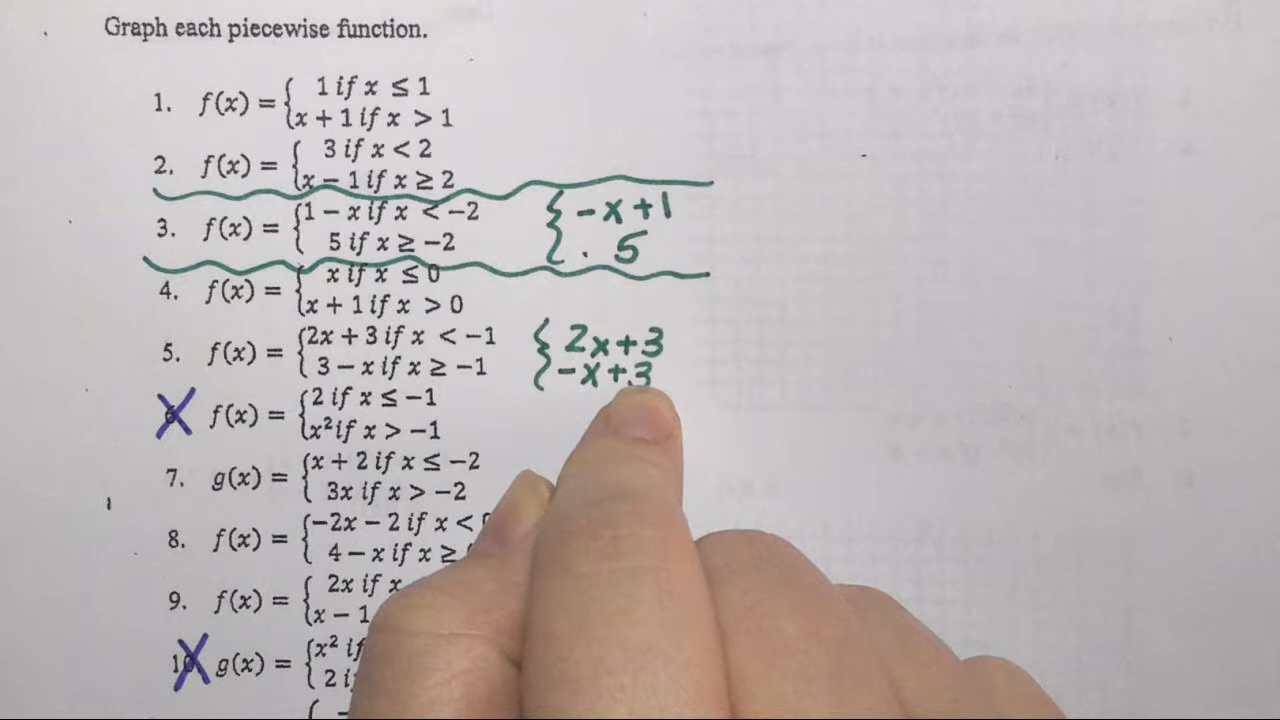 Graph each piecewise function.
1. f(x) = { 1 if x ≤ 1
x + 1 if x > 1
2. f(x) = { 3 if x < 2
x − 1 if x ≥ 2
3. f(x) = { 1 − x if x < −2 { -x+1
5 if x ≥ −2 . 5
4. f(x) = { x if x ≤ 0
x + 1 if x > 0
5. f(x) = { 2x + 3 if x < −1 { 2x+3
3 − x if x ≥ −1 -x+3
6. f(x) = { 2 if x ≤ −1
x² if x > −1
7. g(x) = { x + 2 if x ≤ −2
3x if x > −2
8. f(x) = { −2x − 2 if x <
4 − x if x ≥
9. f(x) = { 2x if x
x − 1
10. g(x) = { x² if
2